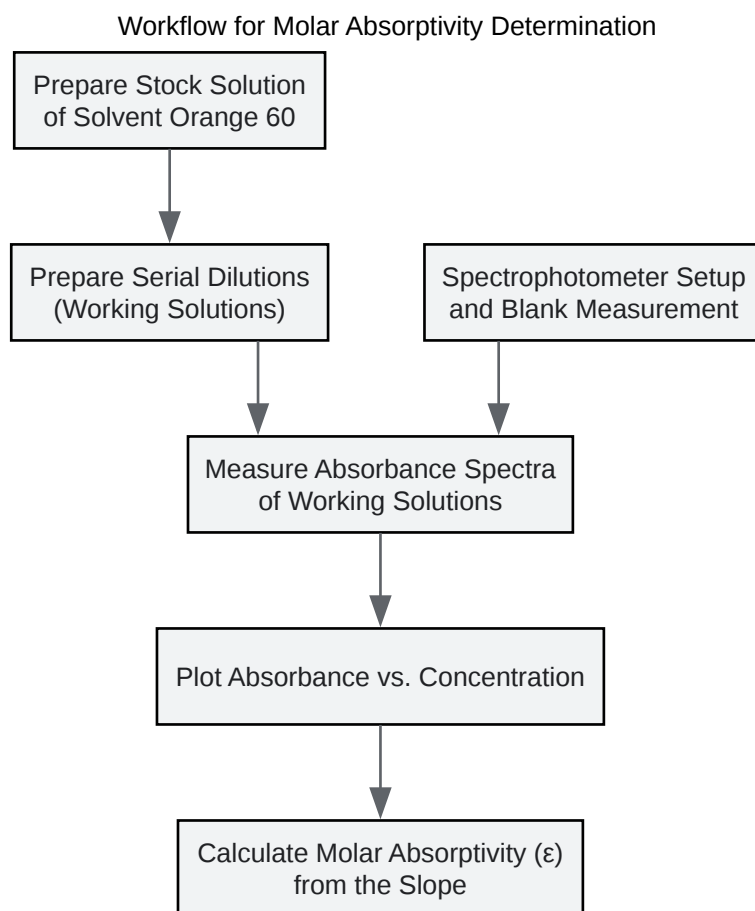 Workflow for Molar Absorptivity Determination
Prepare Stock Solution
of Solvent Orange 60
Prepare Serial Dilutions
(Working Solutions)
Spectrophotometer Setup
and Blank Measurement
Measure Absorbance Spectra
of Working Solutions
Plot Absorbance vs. Concentration
Calculate Molar Absorptivity (ε)
from the Slope